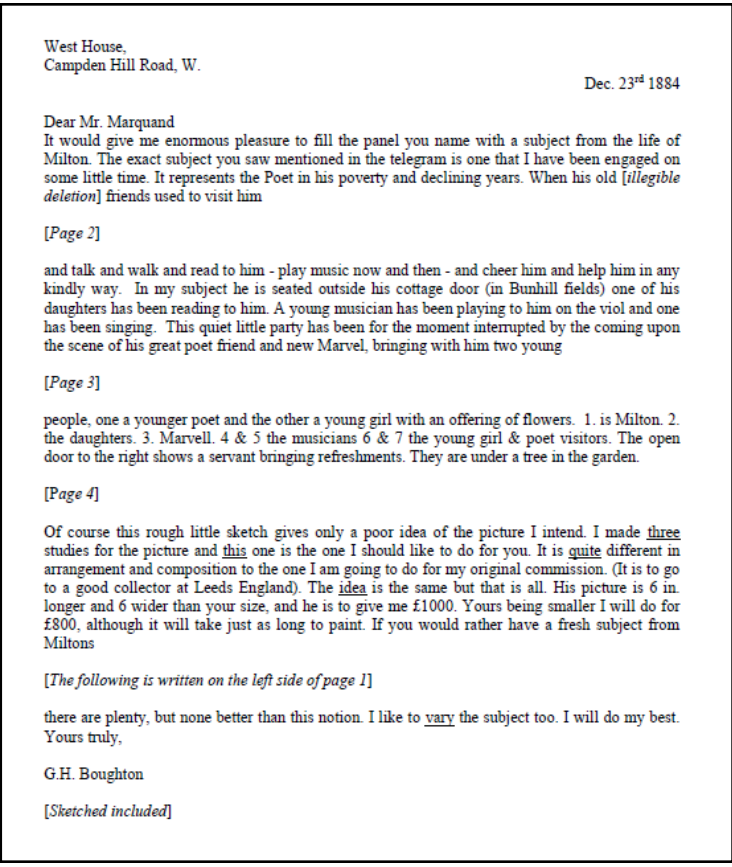 West House,
Campden Hill Road, W.
Dec. 23rd 1884
Dear Mr. Marquand
It would give me enormous pleasure to fill the panel you name with a subject from the life of
Milton. The exact subject you saw mentioned in the telegram is one that I have been engaged on
some little time. It represents the Poet in his poverty and declining years. When his old [illegible
deletion] friends used to visit him
[Page 2]
and talk and walk and read to him - play music now and then - and cheer him and help him in any
kindly way. In my subject he is seated outside his cottage door (in Bunhill fields) one of his
daughters has been reading to him. A young musician has been playing to him on the viol and one
has been singing. This quiet little party has been for the moment interrupted by the coming upon
the scene of his great poet friend and new Marvel, bringing with him two young
[Page 3]
people, one a younger poet and the other a young girl with an offering of flowers. 1. is Milton. 2.
the daughters. 3. Marvell. 4 & 5 the musicians 6 & 7 the young girl & poet visitors. The open
door to the right shows a servant bringing refreshments. They are under a tree in the garden.
[Page 4]
Of course this rough little sketch gives only a poor idea of the picture I intend. I made three
studies for the picture and this one is the one I should like to do for you. It is quite different in
arrangement and composition to the one I am going to do for my original commission. (It is to go
to a good collector at Leeds England). The idea is the same but that is all. His picture is 6 in.
longer and 6 wider than your size, and he is to give me £1000. Yours being smaller I will do for
£800, although it will take just as long to paint. If you would rather have a fresh subject from
Miltons
[The following is written on the left side of page 1]
there are plenty, but none better than this notion. I like to vary the subject too. I will do my best.
Yours truly,
G.H. Boughton
[Sketched included]